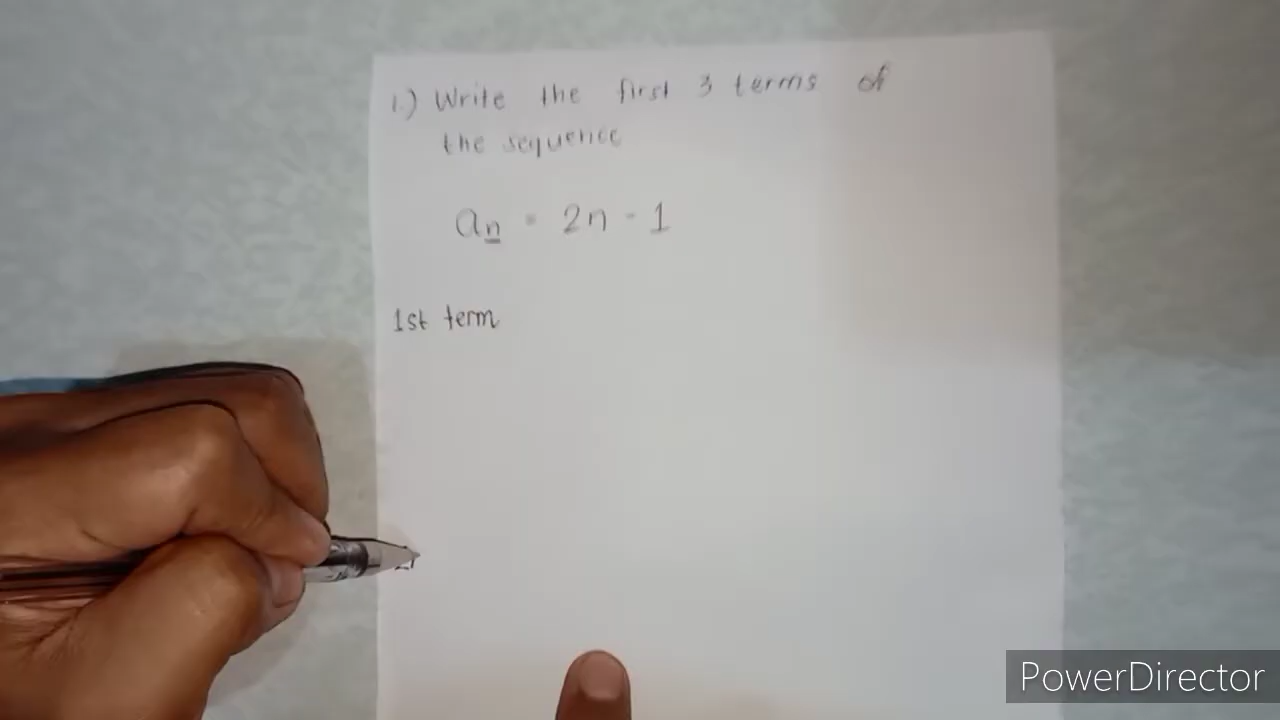 1.) Write the first 3 terms of
the sequence
an = 2n - 1
1st term
PowerDirector